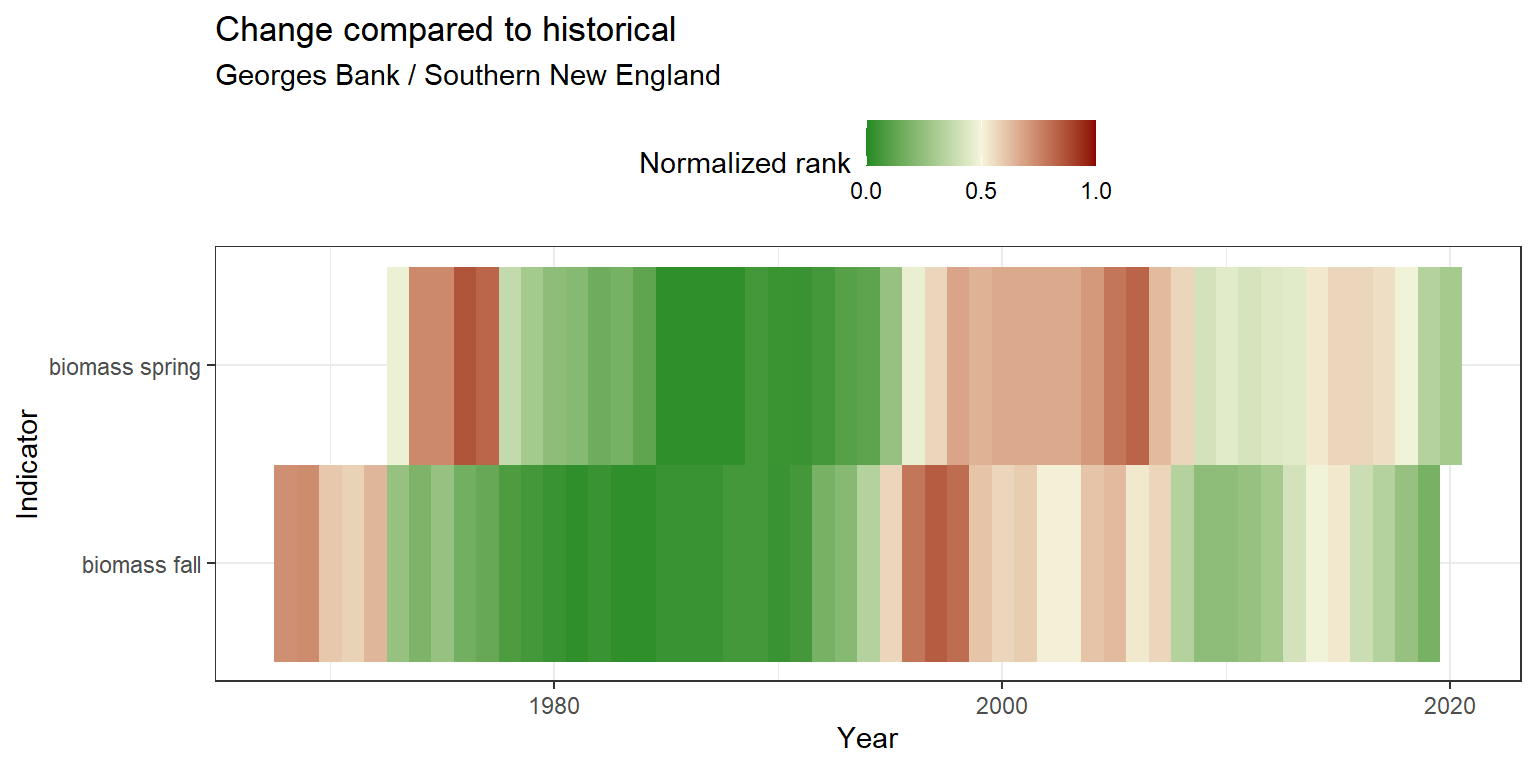 Change compared to historical
Georges Bank / Southern New England
Normalized rank
0.0 0.5 1.0
biomass spring
biomass fall
Indicator
1980 2000 2020
Year